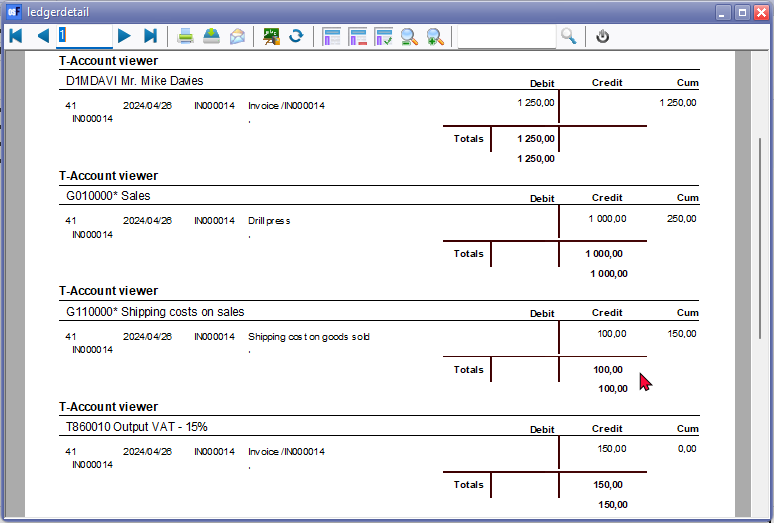 ledgerdetail
1
T-Account viewer
D1MDAVI Mr. Mike Davies Debit Credit Cum
41 2024/04/26 IN000014 Invoice /IN000014 1 250,00 1 250,00
IN000014 ,
Totals 1 250,00
1 250,00
T-Account viewer
G010000* Sales Debit Credit Cum
41 2024/04/26 IN000014 Drill press 1 000,00 250,00
IN000014 ,
Totals 1 000,00
1 000,00
T-Account viewer
G110000* Shipping costs on sales Debit Credit Cum
41 2024/04/26 IN000014 Shipping cost on goods sold 100,00 150,00
IN000014 ,
Totals 100,00
100,00
T-Account viewer
T860010 Output VAT - 15% Debit Credit Cum
41 2024/04/26 IN000014 Invoice /IN000014 150,00 0,00
IN000014 ,
Totals 150,00
150,00